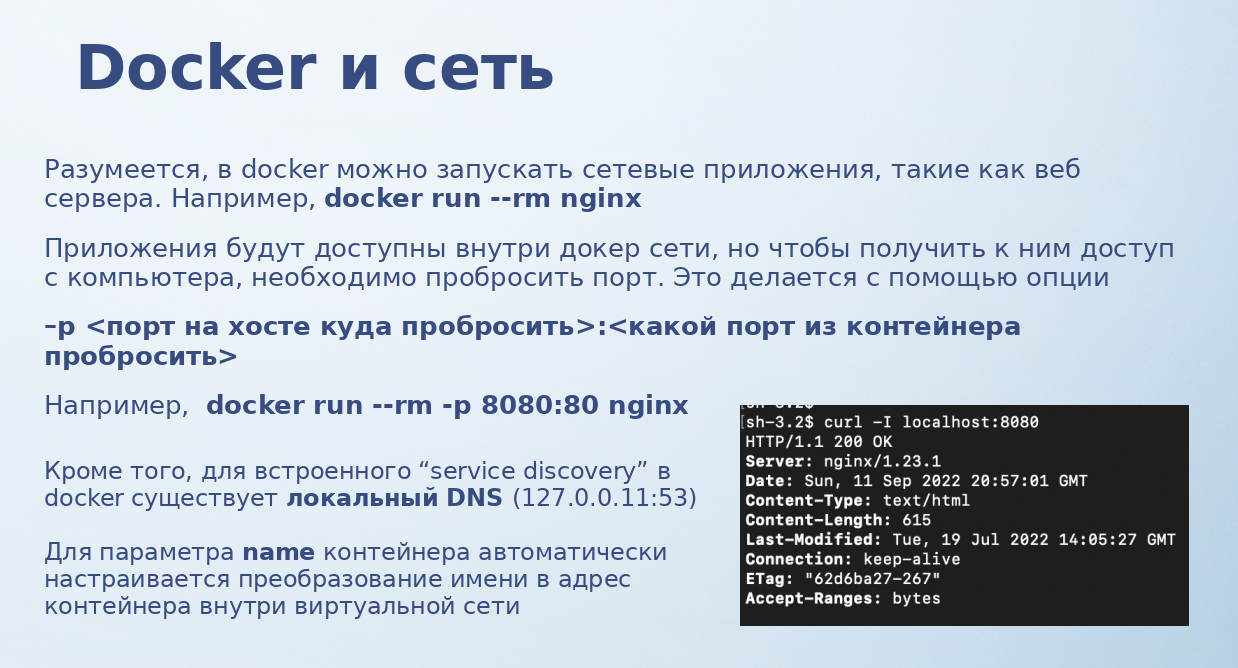 Docker и сеть
Разумеется, в docker можно запускать сетевые приложения, такие как веб
сервера. Например, docker run --rm nginx
Приложения будут доступны внутри докер сети, но чтобы получить к ним доступ
с компьютера, необходимо пробросить порт. Это делается с помощью опции
–p <порт на хосте куда пробросить>:<какой порт из контейнера
пробросить>
Например,  docker run --rm -p 8080:80 nginx
Кроме того, для встроенного “service discovery” в
docker существует локальный DNS (127.0.0.11:53)
Для параметра name контейнера автоматически
настраивается преобразование имени в адрес
контейнера внутри виртуальной сети
[sh-3.2$
[sh-3.2$ curl -I localhost:8080
HTTP/1.1 200 OK
Server: nginx/1.23.1
Date: Sun, 11 Sep 2022 20:57:01 GMT
Content-Type: text/html
Content-Length: 615
Last-Modified: Tue, 19 Jul 2022 14:05:27 GMT
Connection: keep-alive
ETag: "62d6ba27-267"
Accept-Ranges: bytes